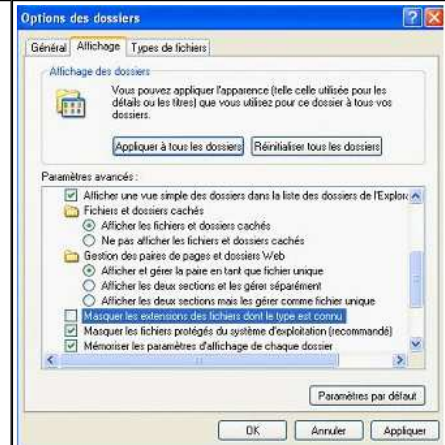 Options des dossiers
Général Affichage Types de fichiers
Affichage des dossiers
Vous pouvez appliquer l'apparence (telle celle utilisée pour les
détails ou les titres) que vous utilisez pour ce dossier à tous vos
dossiers.
Appliquer à tous les dossiers Réinitialiser tous les dossiers
Paramètres avancés :
Afficher une vue simple des dossiers dans la liste des dossiers de l'Explora
Fichiers et dossiers cachés
Afficher les fichiers et dossiers cachés
Ne pas afficher les fichiers et dossiers cachés
Gestion des paires de pages et dossiers Web
Afficher et gérer la paire en tant que fichier unique
Afficher les deux sections et les gérer séparément
Afficher les deux sections mais les gérer comme fichier unique
Masquer les extensions des fichiers dont le type est connu
Masquer les fichiers protégés du système d'exploitation (recommandé)
Mémoriser les paramètres d'affichage de chaque dossier
Paramètres par défaut
OK Annuler Appliquer